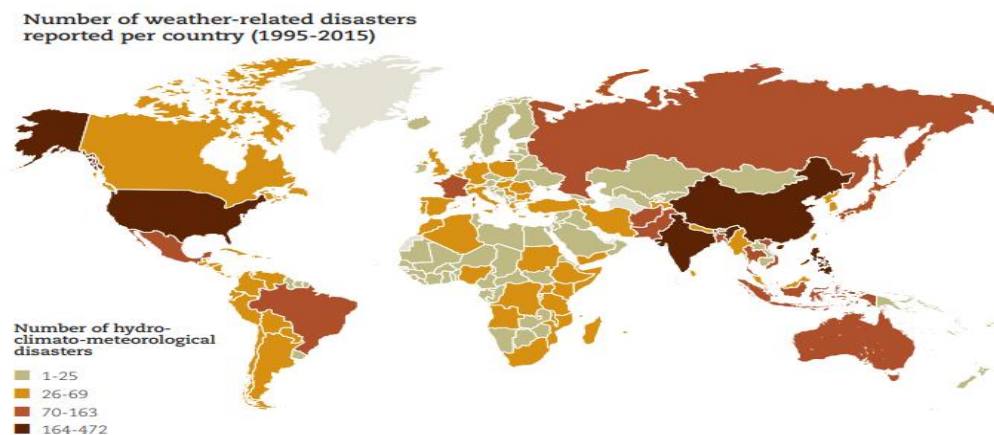 Number of weather-related disasters
reported per country (1995-2015)
Number of hydro-
climato-meteorological
disasters
1-25
26-69
70-163
164-472